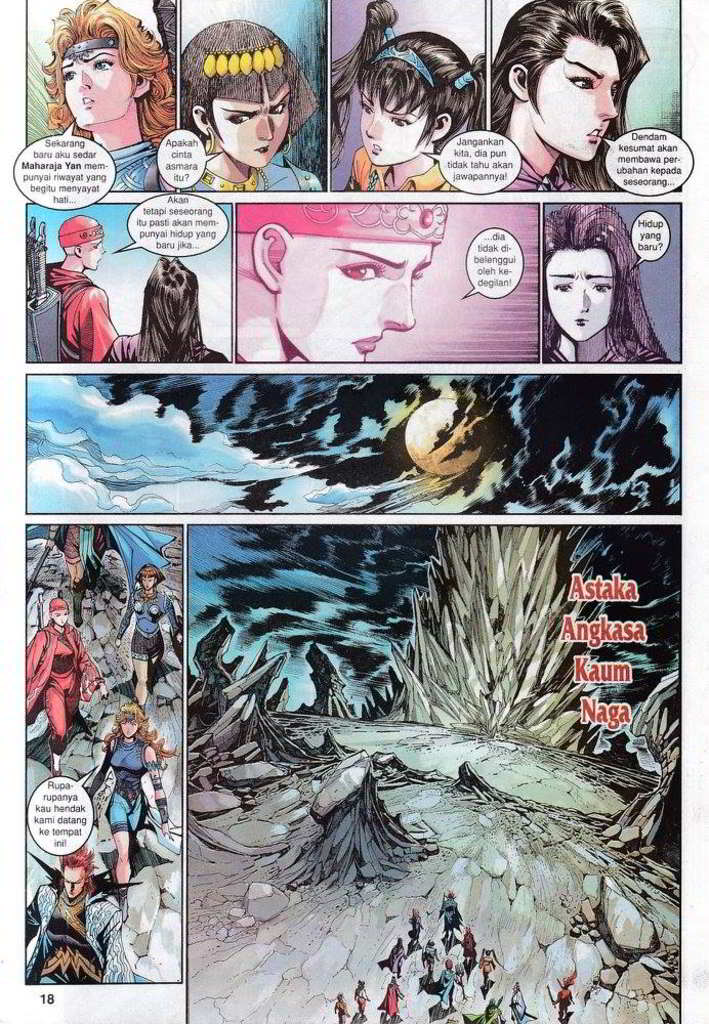 Sekarang
baru aku sedar
Maharaja Yan mem-
punyai riwayat yang
begitu menyayat
hati...
Apakah
cinta
asmara
itu?
Jangankan
kita, dia pun
tidak tahu akan
jawapannya!
Dendam
kesumat akan
membawa per-
ubahan kepada
seseorang...
Akan
tetapi seseorang
itu pasti akan mem-
punyai hidup yang
baru jika...
...dia
tidak di-
belenggui
oleh ke-
degilan!
Hidup
yang
baru?
Astaka
Angkasa
Kaum
Naga
Rupa-
rupanya
kau hendak
kami datang
ke tempat
ini!
18